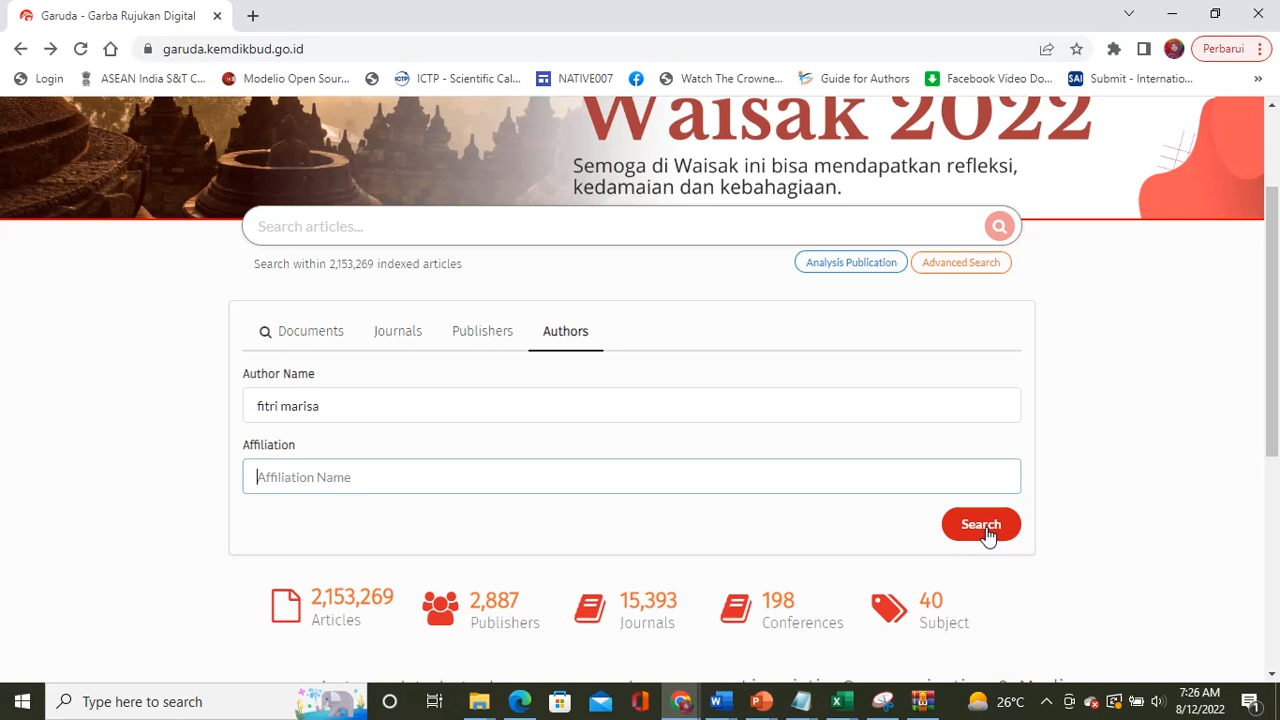 Garuda - Garba Rujukan Digital
garuda.kemdikbud.go.id
Perbarui
Login
ASEAN India S&T C...
Modelio Open Sour...
ICTP - Scientific Cal...
NATIVE007
Watch The Crowne...
Guide for Authors
Facebook Video Do...
SAI
Submit - Internatio...
»
Waisak 2022
Semoga di Waisak ini bisa mendapatkan refleksi,
kedamaian dan kebahagiaan.
Search articles...
Search within 2,153,269 indexed articles
Analysis Publication
Advanced Search
Documents
Journals
Publishers
Authors
Author Name
fitri marisa
Affiliation
Affiliation Name
Search
2,153,269
Articles
2,887
Publishers
15,393
Journals
198
Conferences
40
Subject
Type here to search
26°C
7:26 AM
8/12/2022
1